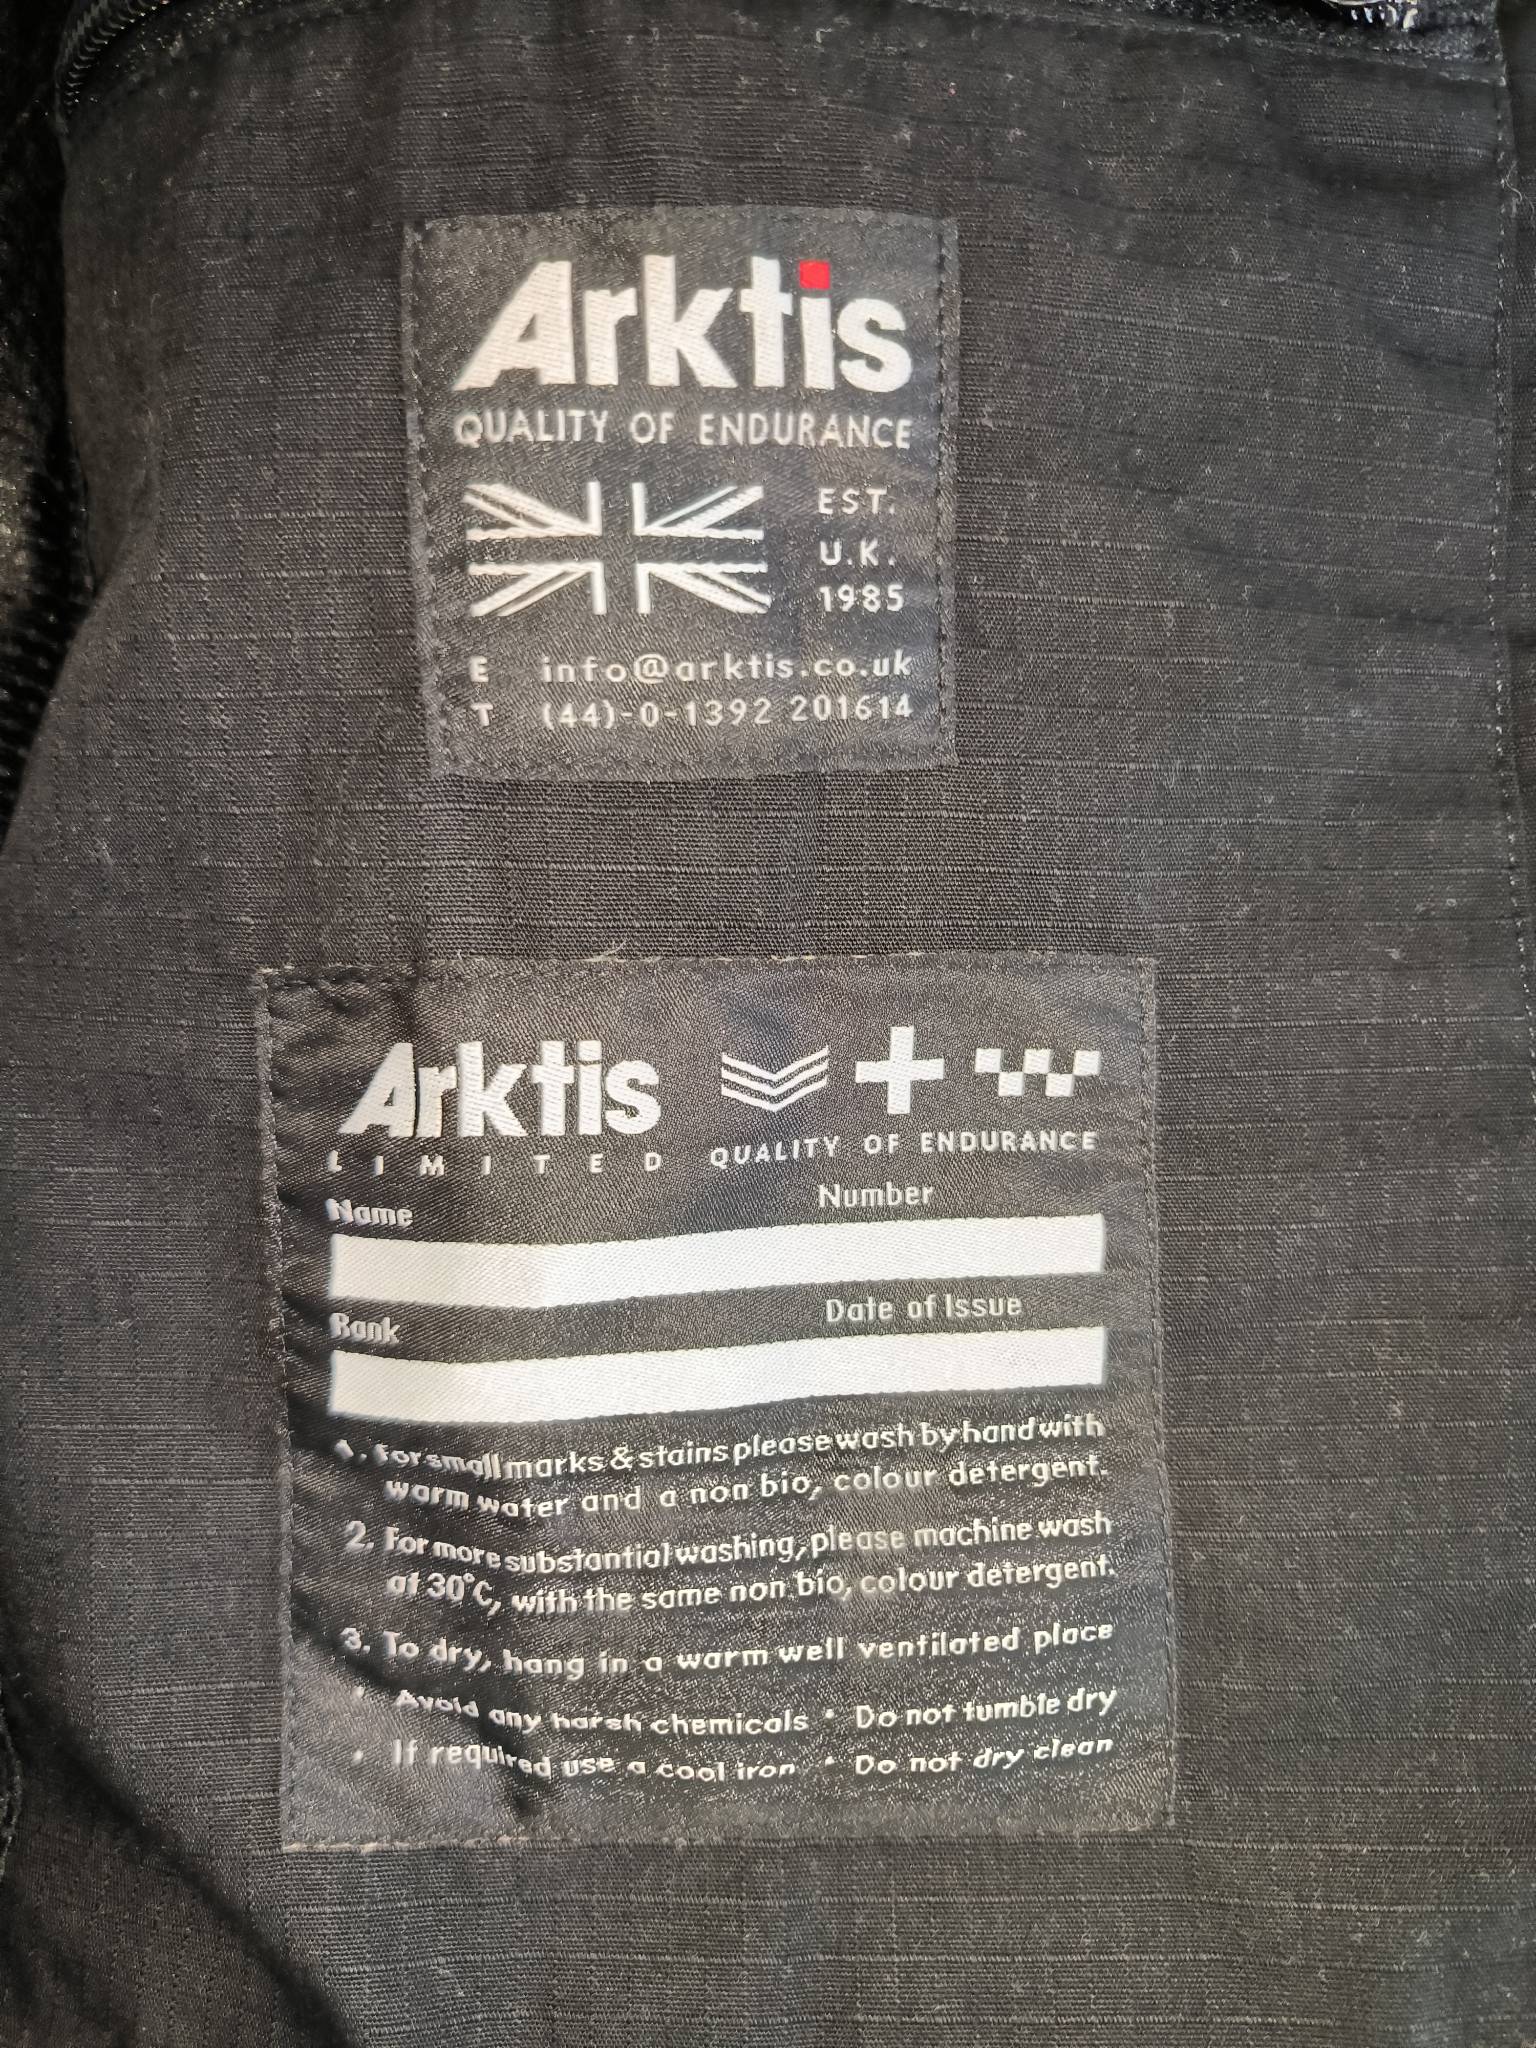 Arktis
QUALITY OF ENDURANCE
EST.
U.K.
1985
E info@arktis.co.uk
T (44)-0-1392 201614
Arktis
LIMITED QUALITY OF ENDURANCE
Name Number
Rank Date of Issue
1. For small marks & stains please wash by hand with
warm water and a non bio, colour detergent.
2. For more substantial washing, please machine wash
at 30°C, with the same non bio, colour detergent.
3. To dry, hang in a warm well ventilated place
• Avoid any harsh chemicals • Do not tumble dry
• If required use a cool iron • Do not dry clean